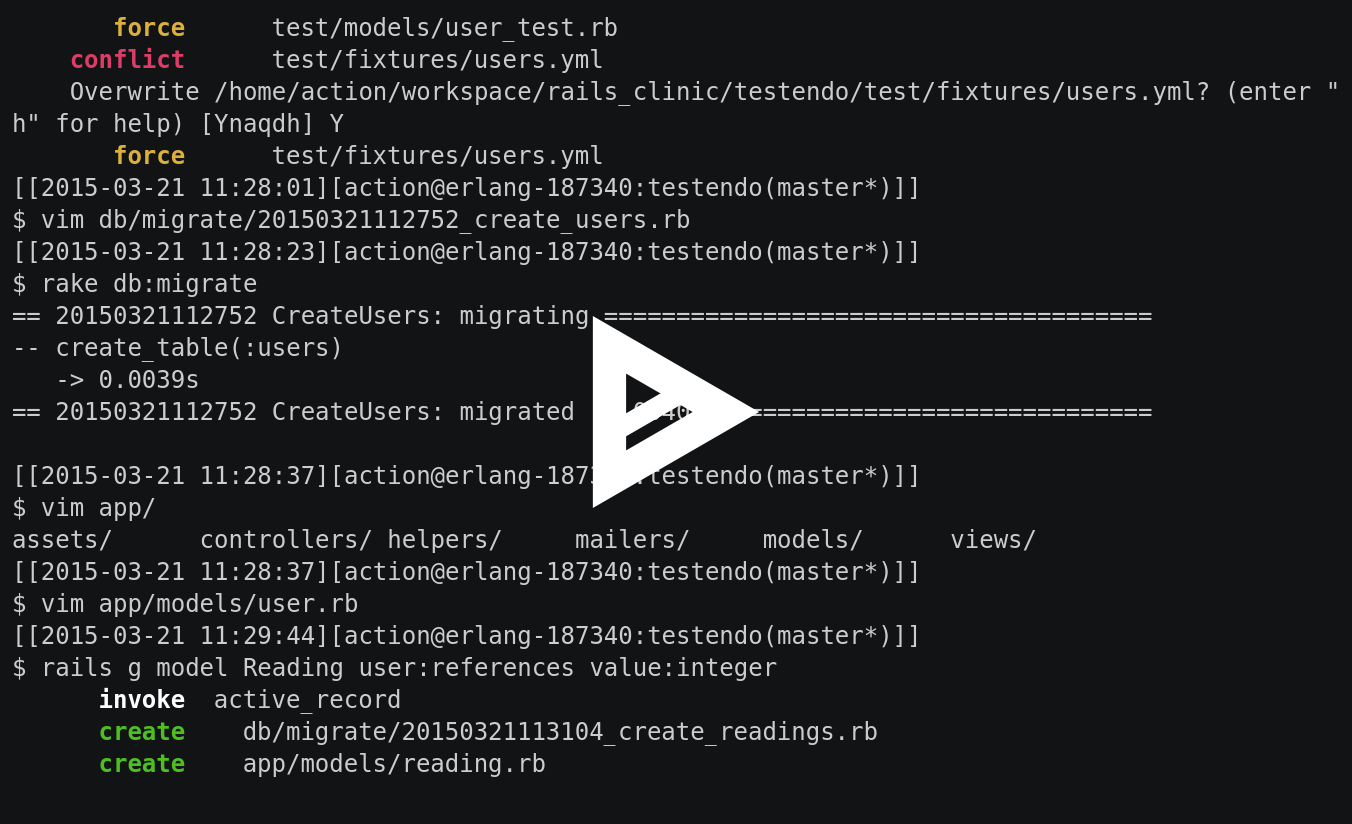 force      test/models/user_test.rb
conflict      test/fixtures/users.yml
Overwrite /home/action/workspace/rails_clinic/testendo/test/fixtures/users.yml? (enter "
h" for help) [Ynaqdh] Y
force      test/fixtures/users.yml
[[2015-03-21 11:28:01][action@erlang-187340:testendo(master*)]]
$ vim db/migrate/20150321112752_create_users.rb
[[2015-03-21 11:28:23][action@erlang-187340:testendo(master*)]]
$ rake db:migrate
== 20150321112752 CreateUsers: migrating ======================================
-- create_table(:users)
   -> 0.0039s
== 20150321112752 CreateUsers: migrated ===========================
[[2015-03-21 11:28:37][action@erlang-187340:testendo(master*)]]
$ vim app/
assets/      controllers/ helpers/     mailers/     models/      views/
[[2015-03-21 11:28:37][action@erlang-187340:testendo(master*)]]
$ vim app/models/user.rb
[[2015-03-21 11:29:44][action@erlang-187340:testendo(master*)]]
$ rails g model Reading user:references value:integer
invoke  active_record
create    db/migrate/20150321113104_create_readings.rb
create    app/models/reading.rb